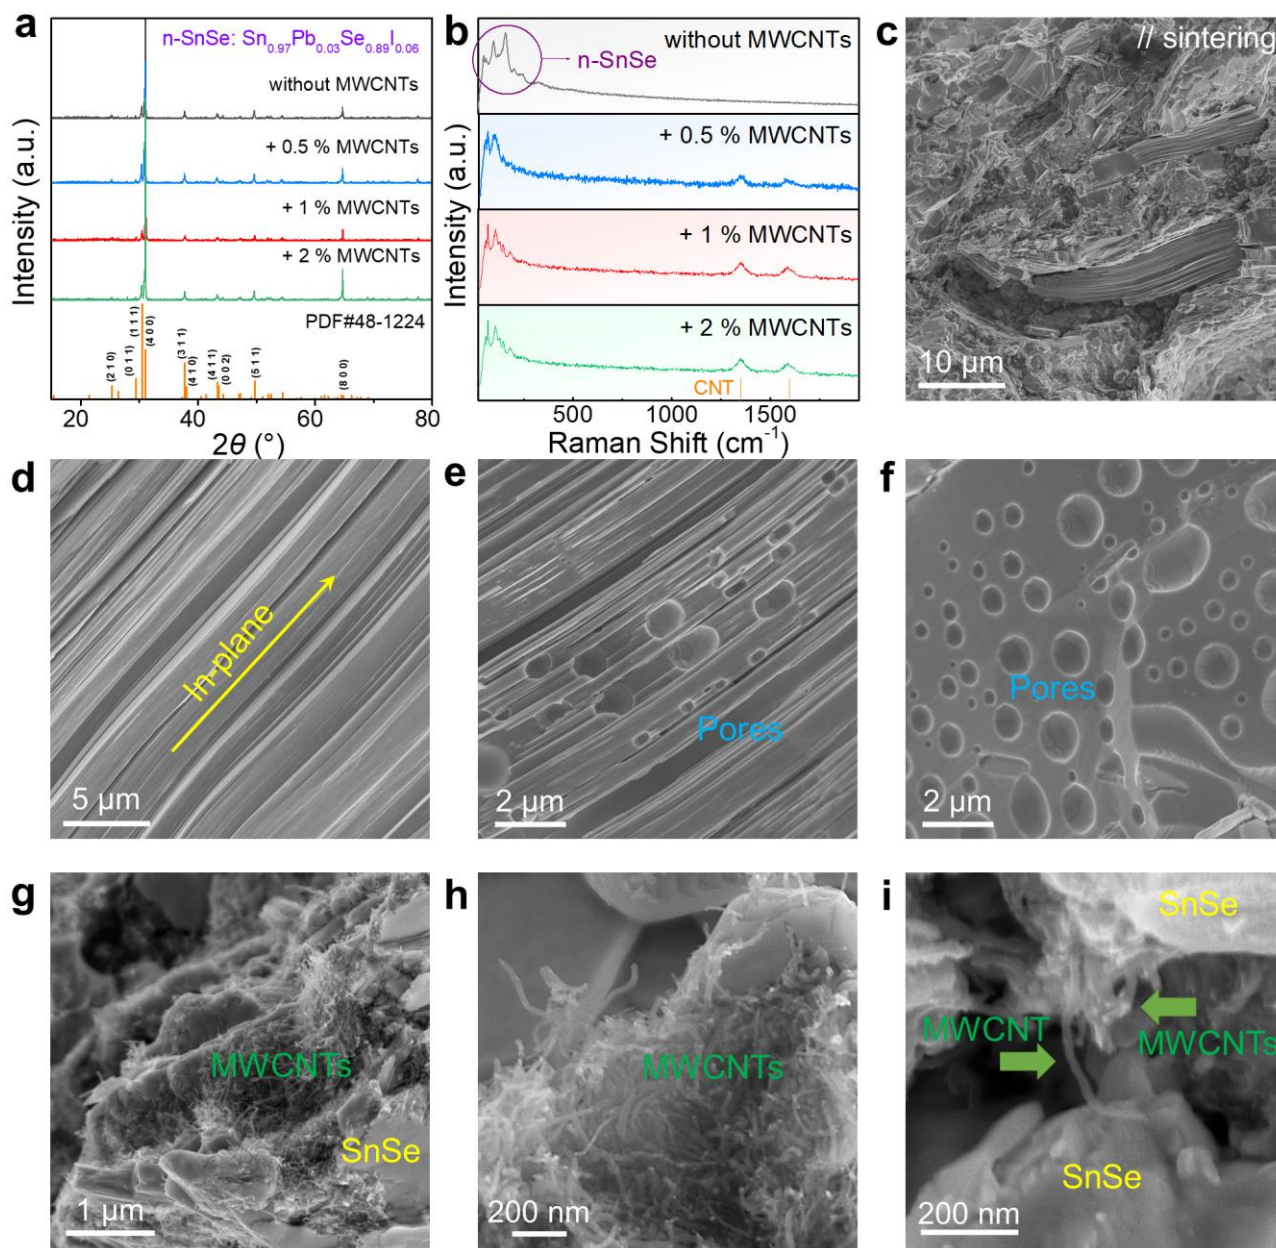 a
n-SnSe: Sn0.97Pb0.03Se0.89I0.06
without MWCNTs
+ 0.5 % MWCNTs
+ 1 % MWCNTs
+ 2 % MWCNTs
PDF#48-1224
(2 1 0)
(0 1 1)
(1 1 1)
(4 0 0)
(3 1 1)
(4 1 0)
(4 1 1)
(0 0 2)
(5 1 1)
(8 0 0)
Intensity (a.u.)
20 40 60 80
2θ (°)
b
without MWCNTs
n-SnSe
+ 0.5 % MWCNTs
+ 1 % MWCNTs
+ 2 % MWCNTs
CNT
Intensity (a.u.)
500 1000 1500
Raman Shift (cm-1)
c
// sintering
10 μm
d
In-plane
5 μm
e
Pores
2 μm
f
Pores
2 μm
g
MWCNTs
SnSe
1 μm
h
MWCNTs
200 nm
i
SnSe
MWCNT
MWCNTs
SnSe
200 nm